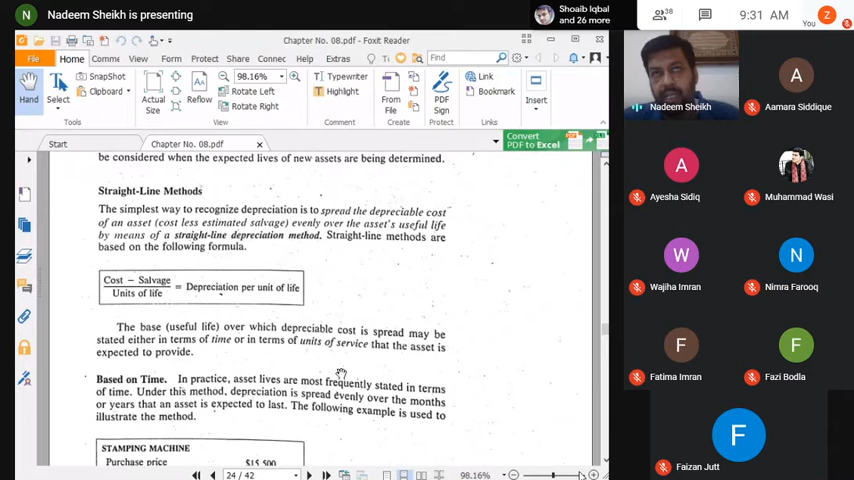 N
Nadeem Sheikh is presenting
Shoaib Iqbal
and 26 more
38
9:31 AM
Z
You
Chapter No. 08.pdf - Foxit Reader
File
Home
Comme
View
Form
Protect
Share
Connec
Help
Extras
Find
Hand
Select
SnapShot
Clipboard
Actual
Size
Reflow
98.16%
Rotate Left
Rotate Right
Typewriter
Highlight
From
File
PDF
Sign
Link
Bookmark
Insert
Tools
View
Comment
Create
Protect
Links
Start
Chapter No. 08.pdf
Convert
PDF to Excel
be considered when the expected lives of new assets are being determined.
Straight-Line Methods
The simplest way to recognize depreciation is to spread the depreciable cost
of an asset (cost less estimated salvage) evenly over the asset's useful life
by means of a straight-line depreciation method. Straight-line methods are
based on the following formula.
Cost − Salvage
Units of life
= Depreciation per unit of life
The base (useful life) over which depreciable cost is spread may be
stated either in terms of time or in terms of units of service that the asset is
expected to provide.
Based on Time. In practice, asset lives are most frequently stated in terms
of time. Under this method, depreciation is spread evenly over the months
or years that an asset is expected to last. The following example is used to
illustrate the method.
STAMPING MACHINE
Purchase price $15,500
24 / 42
98.16%
Nadeem Sheikh
A
Aamara Siddique
A
Ayesha Sidiq
Muhammad Wasi
W
Wajiha Imran
N
Nimra Farooq
F
Fatima Imran
F
Fazi Bodla
F
Faizan Jutt